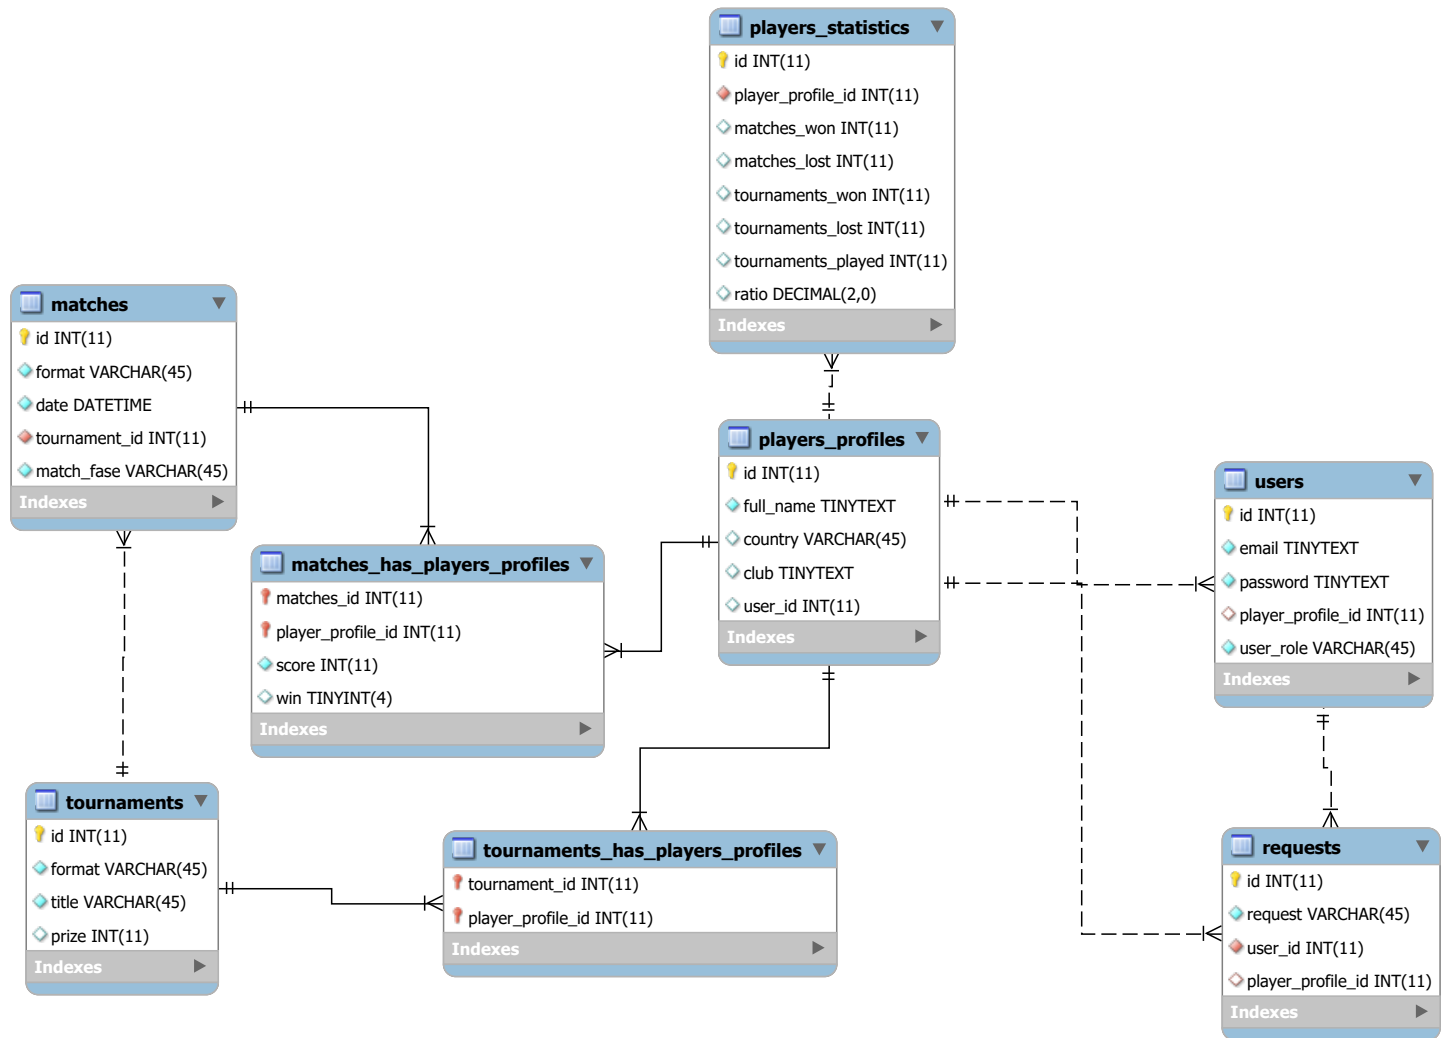 players_statistics
id INT(11)
player_profile_id INT(11)
matches_won INT(11)
matches_lost INT(11)
tournaments_won INT(11)
tournaments_lost INT(11)
tournaments_played INT(11)
ratio DECIMAL(2,0)
Indexes
matches
id INT(11)
format VARCHAR(45)
date DATETIME
tournament_id INT(11)
match_fase VARCHAR(45)
Indexes
players_profiles
id INT(11)
full_name TINYTEXT
country VARCHAR(45)
club TINYTEXT
user_id INT(11)
Indexes
users
id INT(11)
email TINYTEXT
password TINYTEXT
player_profile_id INT(11)
user_role VARCHAR(45)
Indexes
matches_has_players_profiles
matches_id INT(11)
player_profile_id INT(11)
score INT(11)
win TINYINT(4)
Indexes
tournaments
id INT(11)
format VARCHAR(45)
title VARCHAR(45)
prize INT(11)
Indexes
tournaments_has_players_profiles
tournament_id INT(11)
player_profile_id INT(11)
Indexes
requests
id INT(11)
request VARCHAR(45)
user_id INT(11)
player_profile_id INT(11)
Indexes